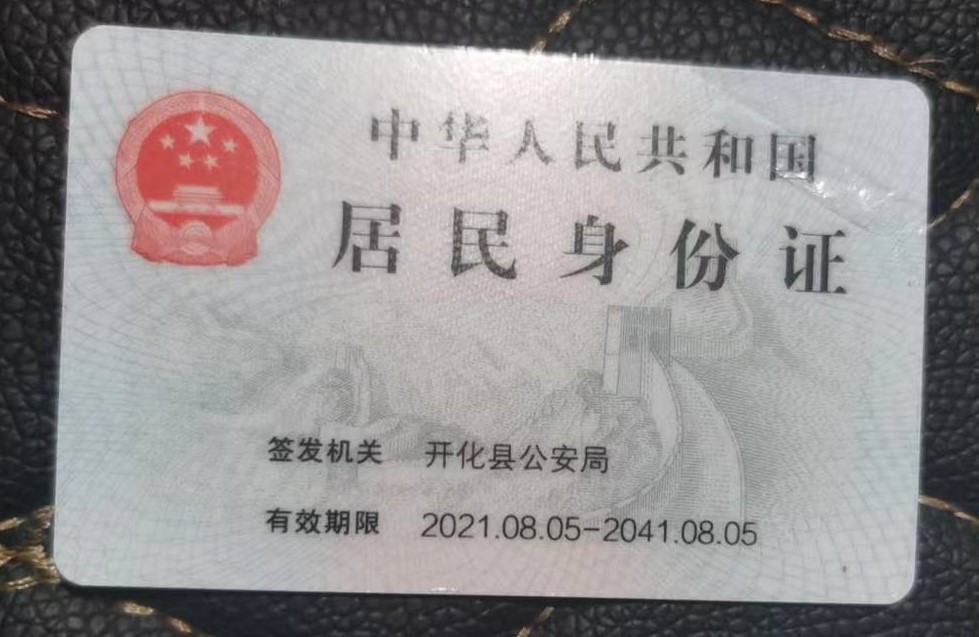 中华人民共和国
居民身份证
签发机关 开化县公安局
有效期限 2021.08.05-2041.08.05